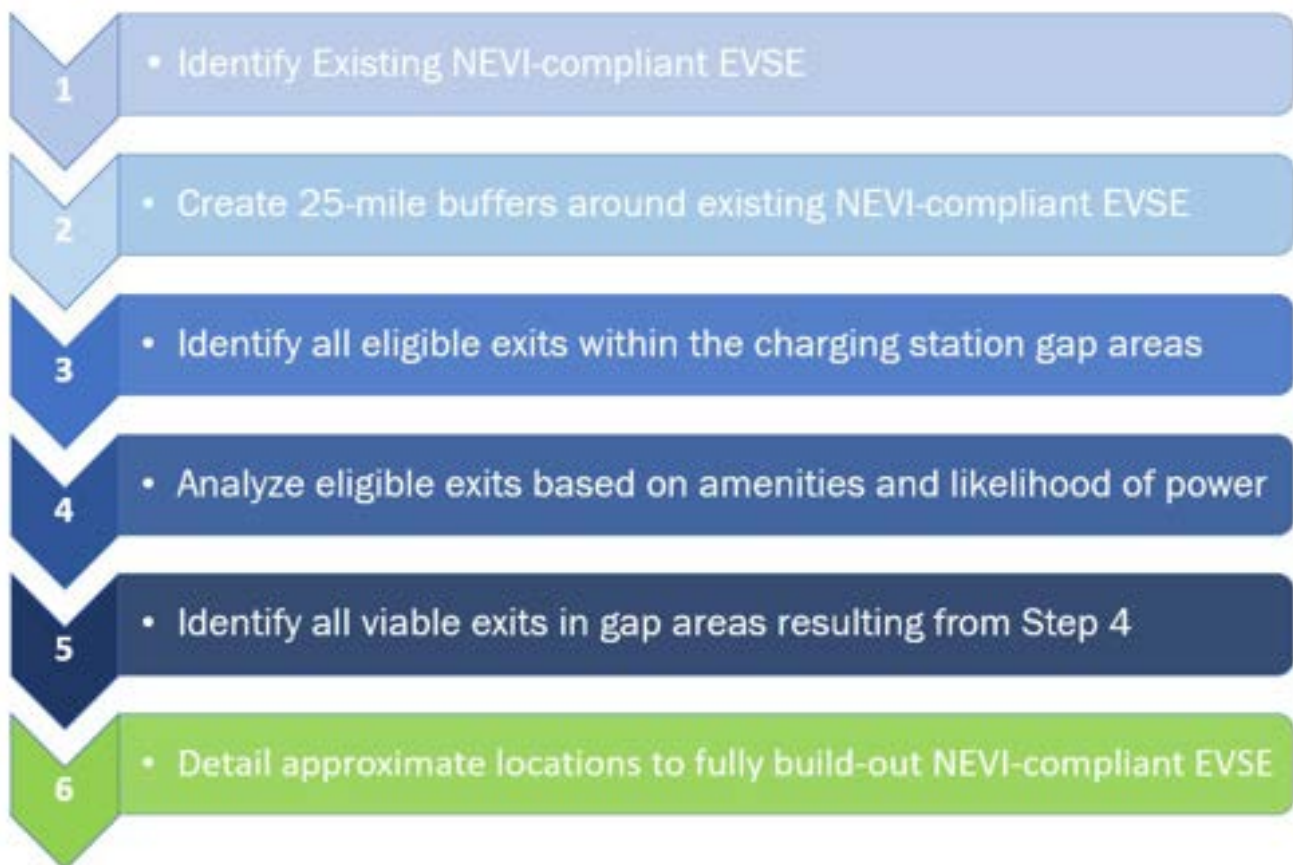 1
• Identify Existing NEVI-compliant EVSE
2
• Create 25-mile buffers around existing NEVI-compliant EVSE
3
• Identify all eligible exits within the charging station gap areas
4
• Analyze eligible exits based on amenities and likelihood of power
5
• Identify all viable exits in gap areas resulting from Step 4
6
• Detail approximate locations to fully build-out NEVI-compliant EVSE